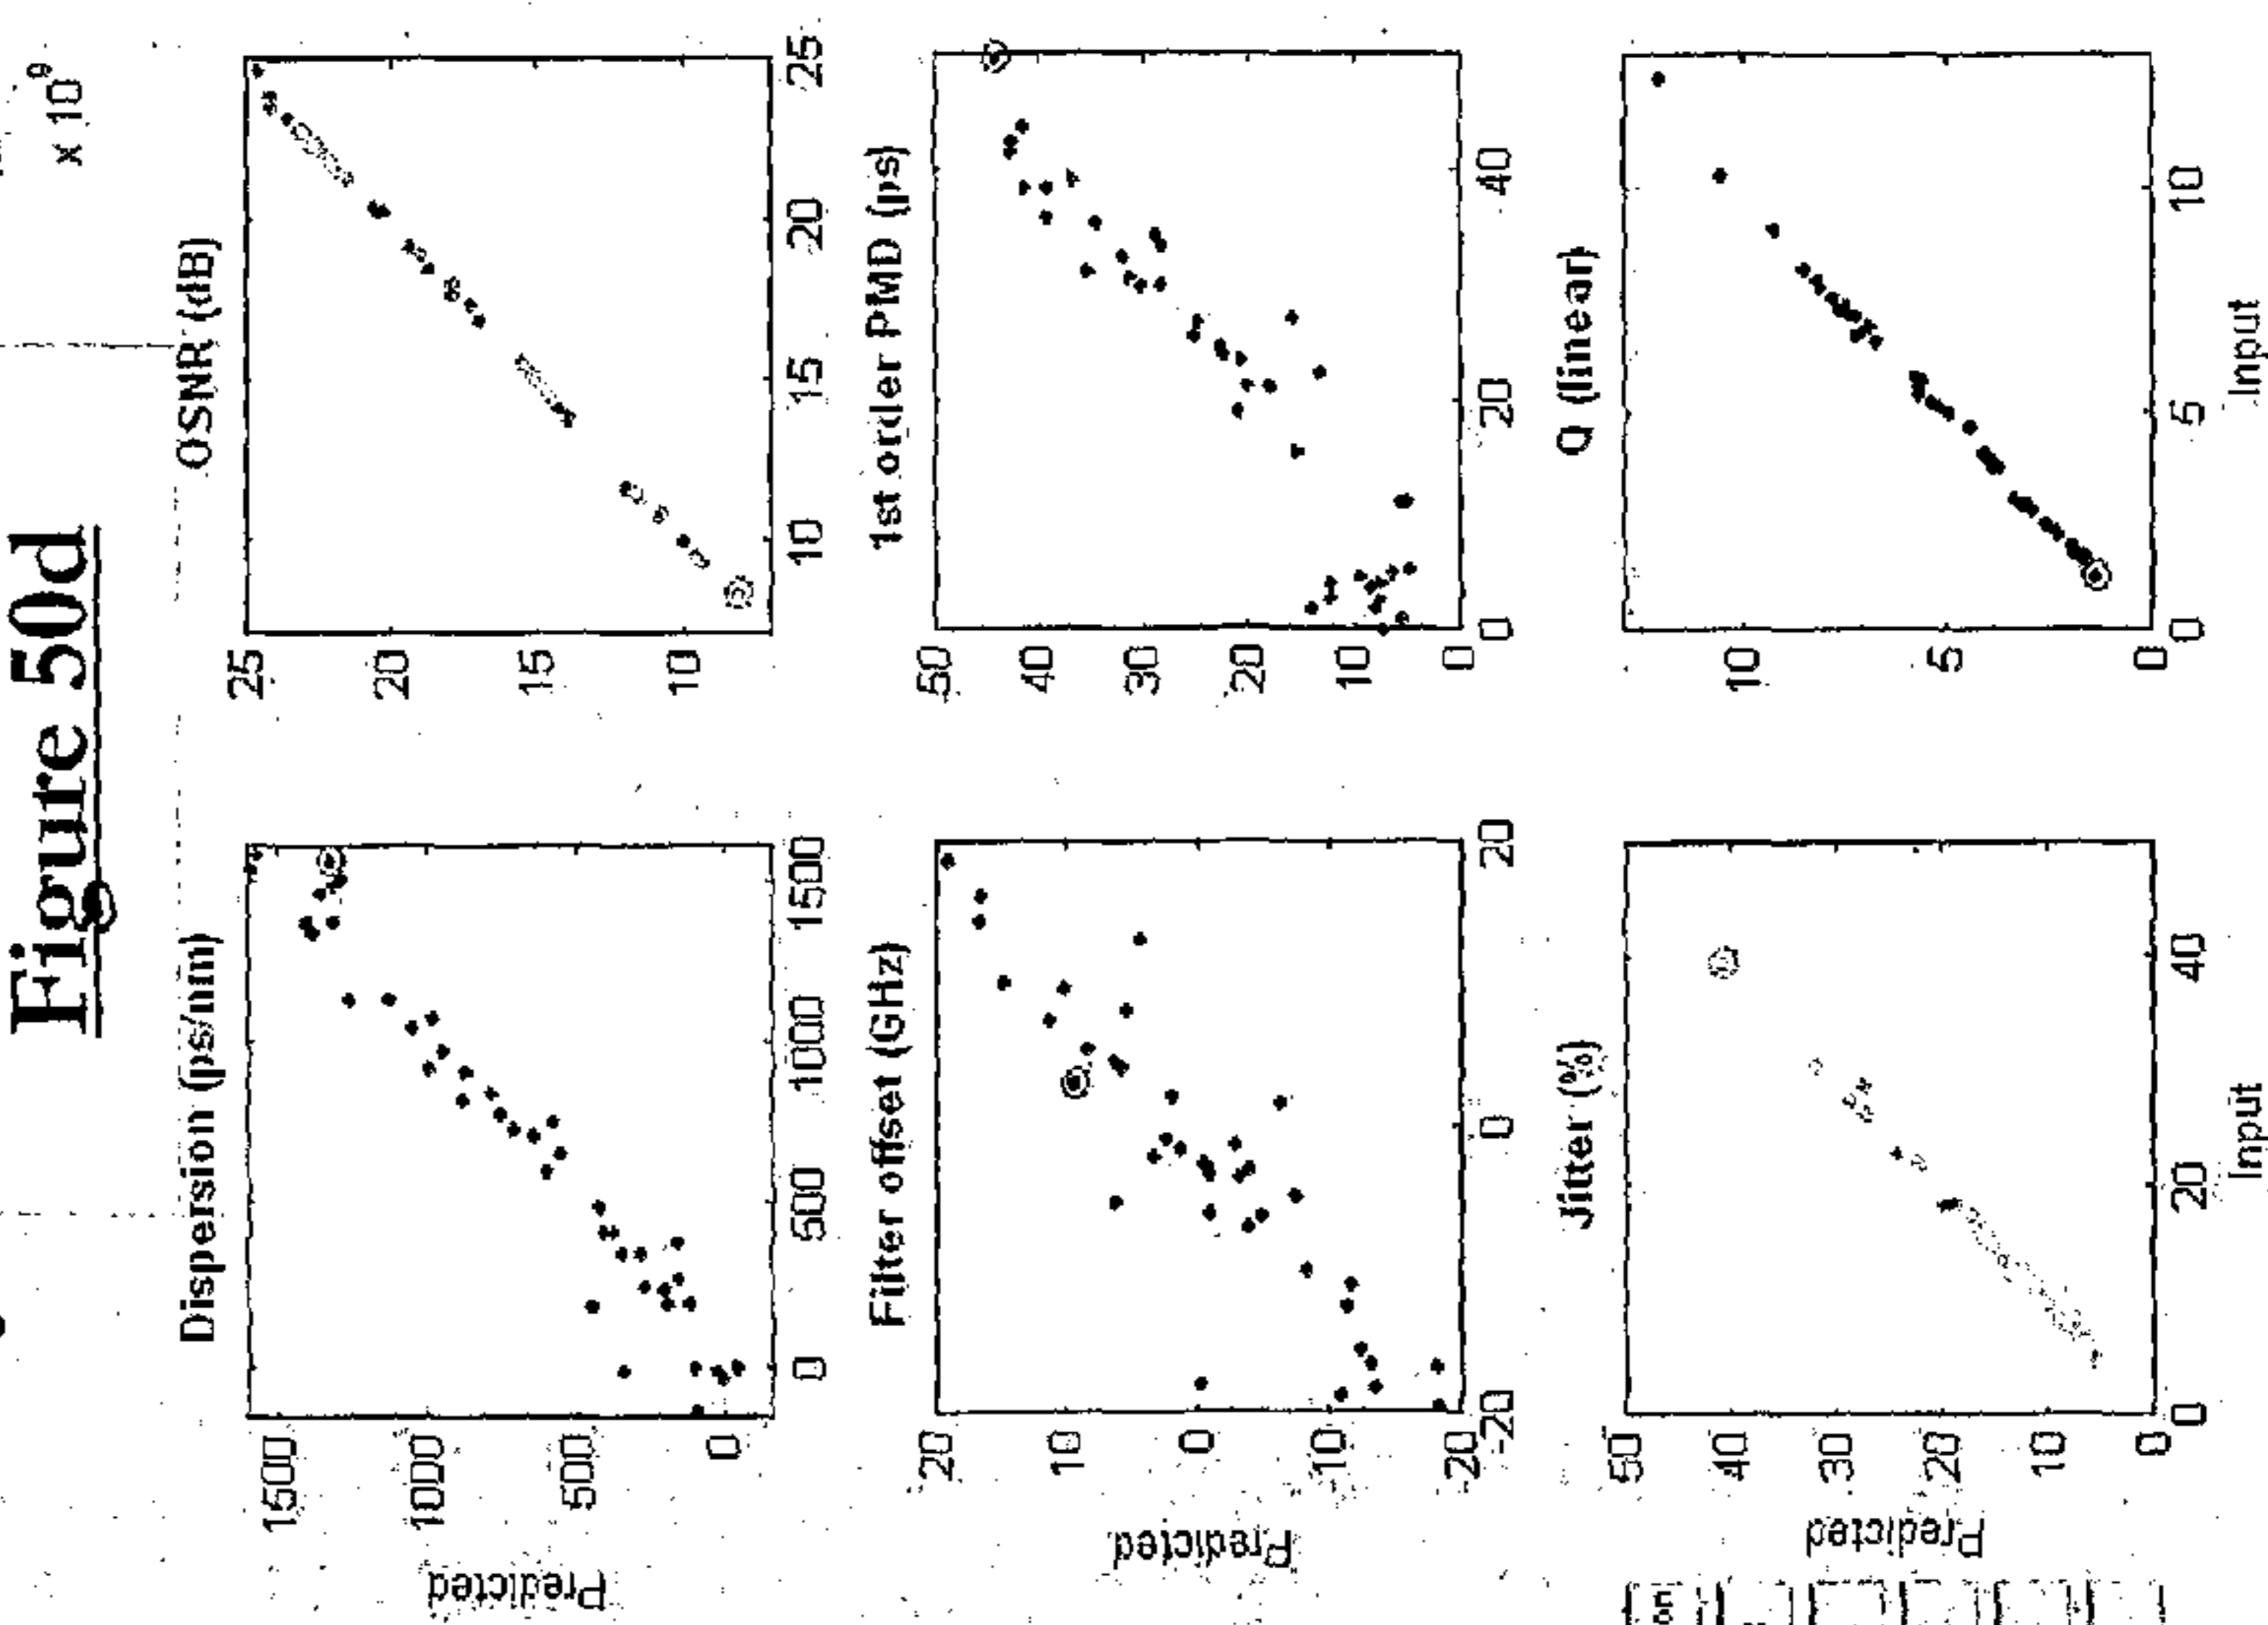 Figure 50d
x 10^9
Dispersion (ps/nm)
Predicted
1500
1000
500
0
0 500 1000 1500
OSNR (dB)
25
20
15
10
10 15 20 25
Filter offset (GHz)
Predicted
20
10
0
-10
-20
-20 0 20
1st order PMD (ps)
50
40
30
20
10
0
0 20 40
Jitter (%)
Predicted
50
40
30
20
10
0
0 20 40
Input
Q (linear)
10
5
0
0 5 10
Input